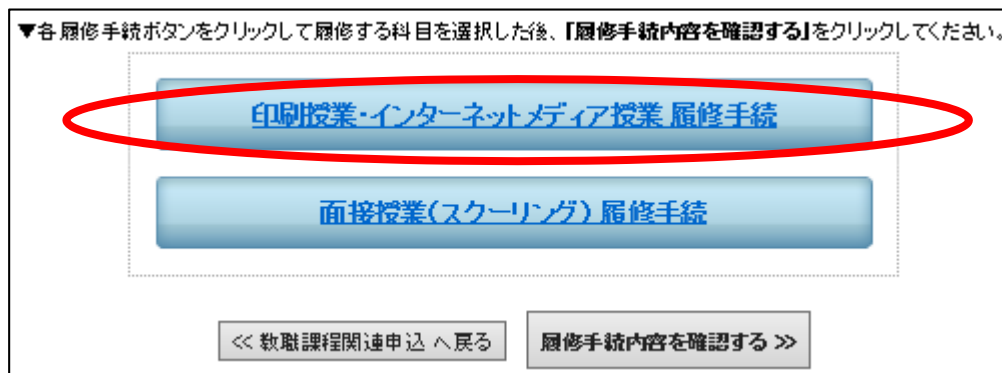 ▼各履修手続ボタンをクリックして履修する科目を選択した後、「履修手続内容を確認する」をクリックしてください。
印刷授業・インターネットメディア授業 履修手続
面接授業(スクーリング) 履修手続
<< 教職課程関連申込 へ戻る
履修手続内容を確認する >>